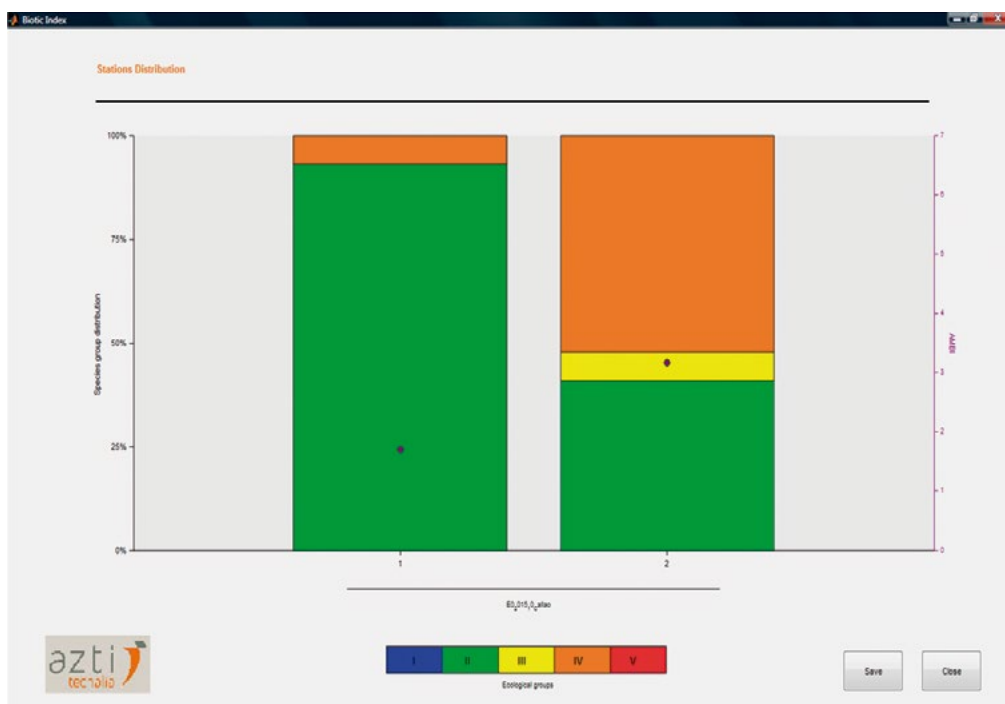 Biotic Index
Stations Distribution
100%
75%
50%
25%
0%
Species group distribution
7
6
5
4
3
2
1
0
AMBI
1
2
I
II
III
IV
V
Ecological groups
azti
tecnalia
Save
Close